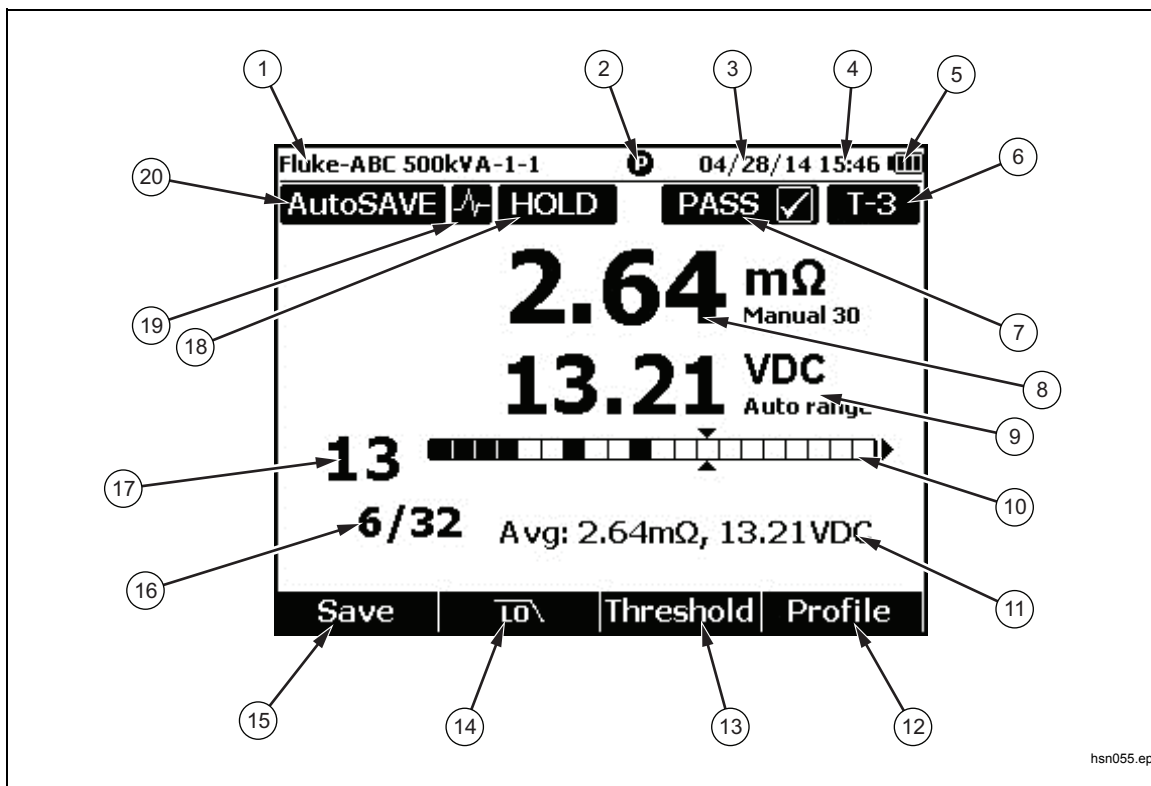 1 2 3 4 5
Fluke-ABC 500kVA-1-1 P 04/28/14 15:46
6
20
AutoSAVE HOLD PASS T-3
2.64 mΩ
Manual 30
19
18
7
13.21 VDC
Auto range
8
9
13
17
10
6/32 Avg: 2.64mΩ, 13.21VDC
16
11
Save LO Threshold Profile
15 14 13 12
hsn055.ep